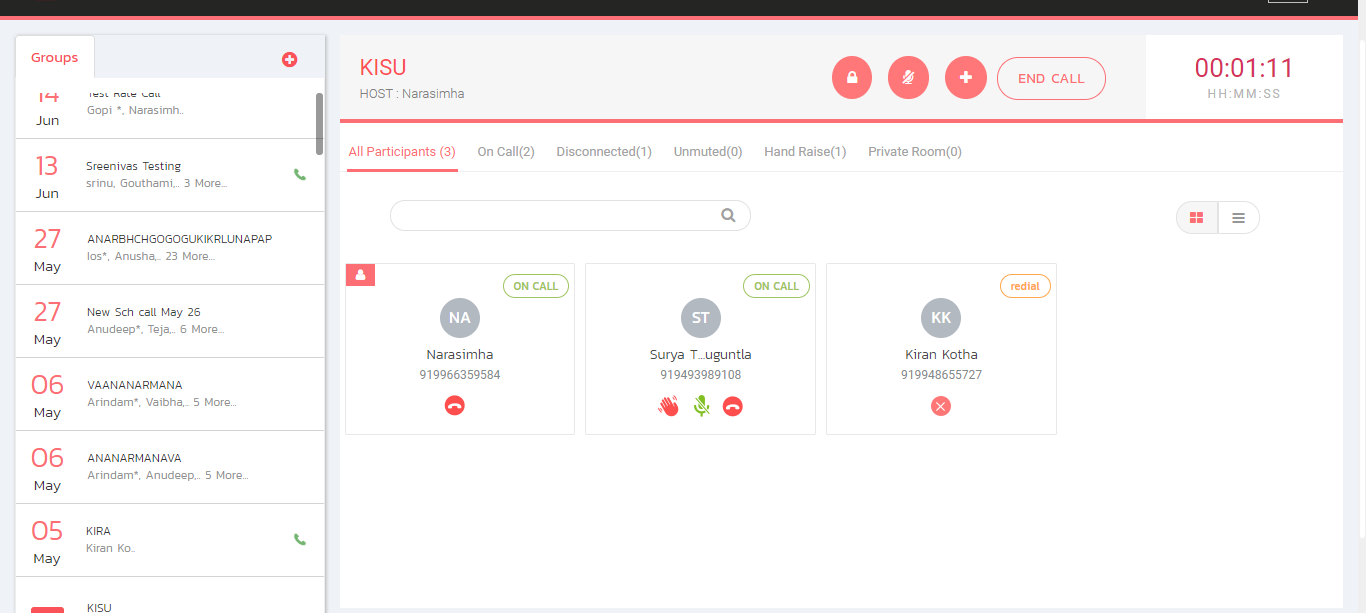 Groups
14
Test Rate Call
Gopi *, Narasimh..
Jun
13
Sreenivas Testing
srinu, Gouthami,.. 3 More...
Jun
27
ANARBHCHGOGOGUKIKRLUNAPAP
Ios*, Anusha,.. 23 More...
May
27
New Sch call May 26
Anudeep*, Teja,.. 6 More...
May
06
VAANANARMANA
Arindam*, Vaibha,.. 5 More...
May
06
ANANARMANAVA
Arindam*, Anudeep,.. 5 More...
May
05
KIRA
Kiran Ko..
May
KISU
KISU
HOST : Narasimha
END CALL
00:01:11
HH:MM:SS
All Participants (3) On Call(2) Disconnected(1) Unmuted(0) Hand Raise(1) Private Room(0)
ON CALL
NA
Narasimha
919966359584
ON CALL
ST
Surya T...uguntla
919493989108
redial
KK
Kiran Kotha
919948655727